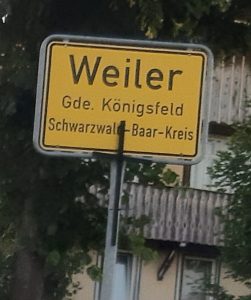 Weiler
Gde. Königsfeld
Schwarzwald-Baar-Kreis